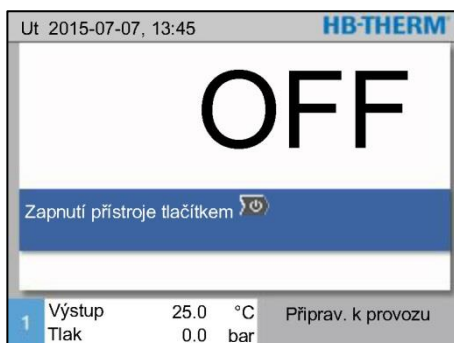 Ut 2015-07-07, 13:45 HB-THERM
OFF
Zapnutí přístroje tlačítkem
1 Výstup 25.0 °C Připrav. k provozu
Tlak 0.0 bar